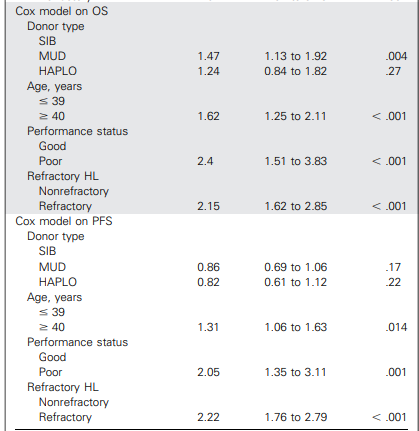 Cox model on OS
Donor type
SIB
MUD 1.47 1.13 to 1.92 .004
HAPLO 1.24 0.84 to 1.82 .27
Age, years
≤ 39
≥ 40 1.62 1.25 to 2.11 < .001
Performance status
Good
Poor 2.4 1.51 to 3.83 < .001
Refractory HL
Nonrefractory
Refractory 2.15 1.62 to 2.85 < .001
Cox model on PFS
Donor type
SIB
MUD 0.86 0.69 to 1.06 .17
HAPLO 0.82 0.61 to 1.12 .22
Age, years
≤ 39
≥ 40 1.31 1.06 to 1.63 .014
Performance status
Good
Poor 2.05 1.35 to 3.11 .001
Refractory HL
Nonrefractory
Refractory 2.22 1.76 to 2.79 < .001